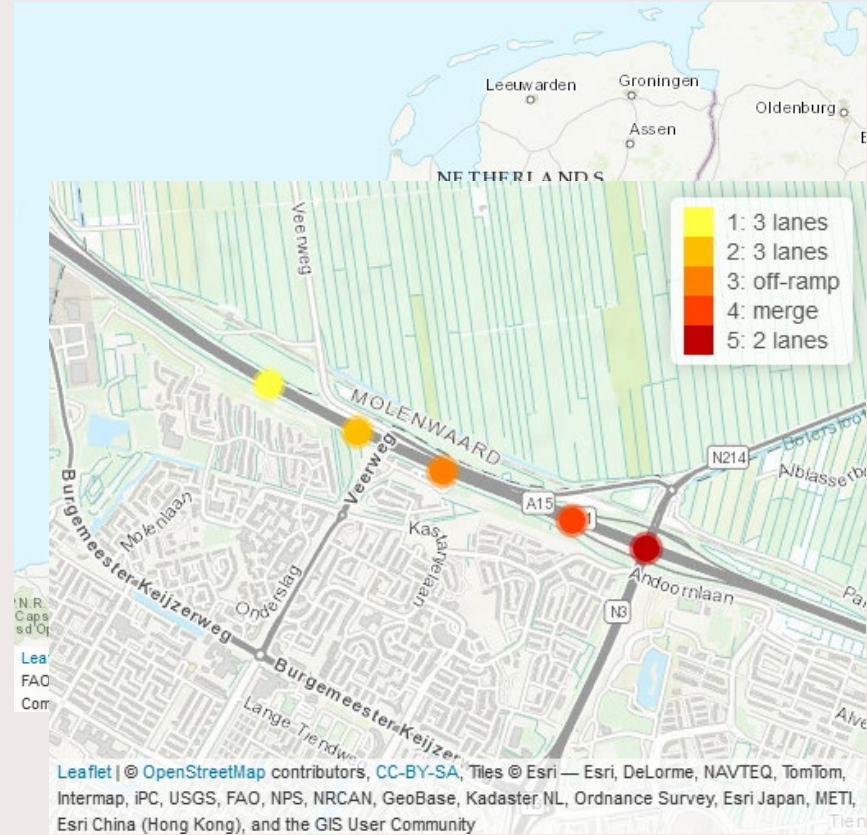 Leeuwarden
Groningen
Oldenburg
Assen
NETHERLANDS
1: 3 lanes
2: 3 lanes
3: off-ramp
4: merge
5: 2 lanes
Veerweg
MOLENWAARD
Veerweg
N214
A15
Molenlaan
Burgemeester-Keijzerweg
Onderslag
Kastanjelaan
Andoornlaan
N3
Burgemeester-Keijzer
Lange-Tiendw
Leaflet | © OpenStreetMap contributors, CC-BY-SA, Tiles © Esri — Esri, DeLorme, NAVTEQ, TomTom,
Intermap, iPC, USGS, FAO, NPS, NRCAN, GeoBase, Kadaster NL, Ordnance Survey, Esri Japan, METI,
Esri China (Hong Kong), and the GIS User Community